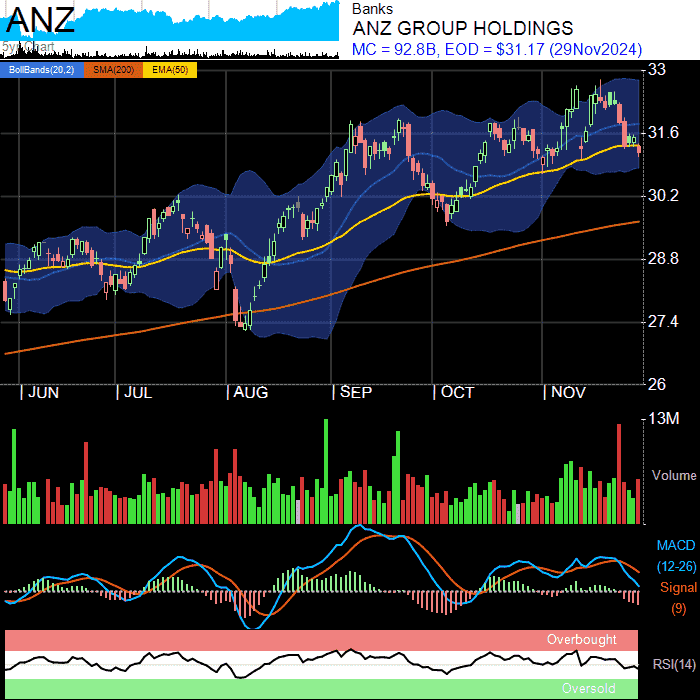 ANZ
5yr Chart
Banks
ANZ GROUP HOLDINGS
MC = 92.8B, EOD = $31.17 (29Nov2024)
BollBands(20,2) SMA(200) EMA(50)
33
31.6
30.2
28.8
27.4
26
| JUN | JUL | AUG | SEP | OCT | NOV
13M
Volume
MACD
(12-26)
Signal
(9)
Overbought
RSI(14)
Oversold